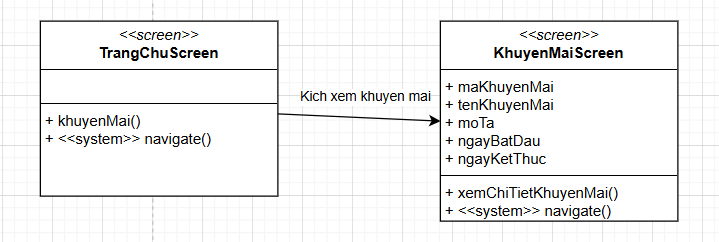 <<screen>>
TrangChuScreen
+ khuyenMai()
+ <<system>> navigate()
Kich xem khuyen mai
<<screen>>
KhuyenMaiScreen
+ maKhuyenMai
+ tenKhuyenMai
+ moTa
+ ngayBatDau
+ ngayKetThuc
+ xemChiTietKhuyenMai()
+ <<system>> navigate()